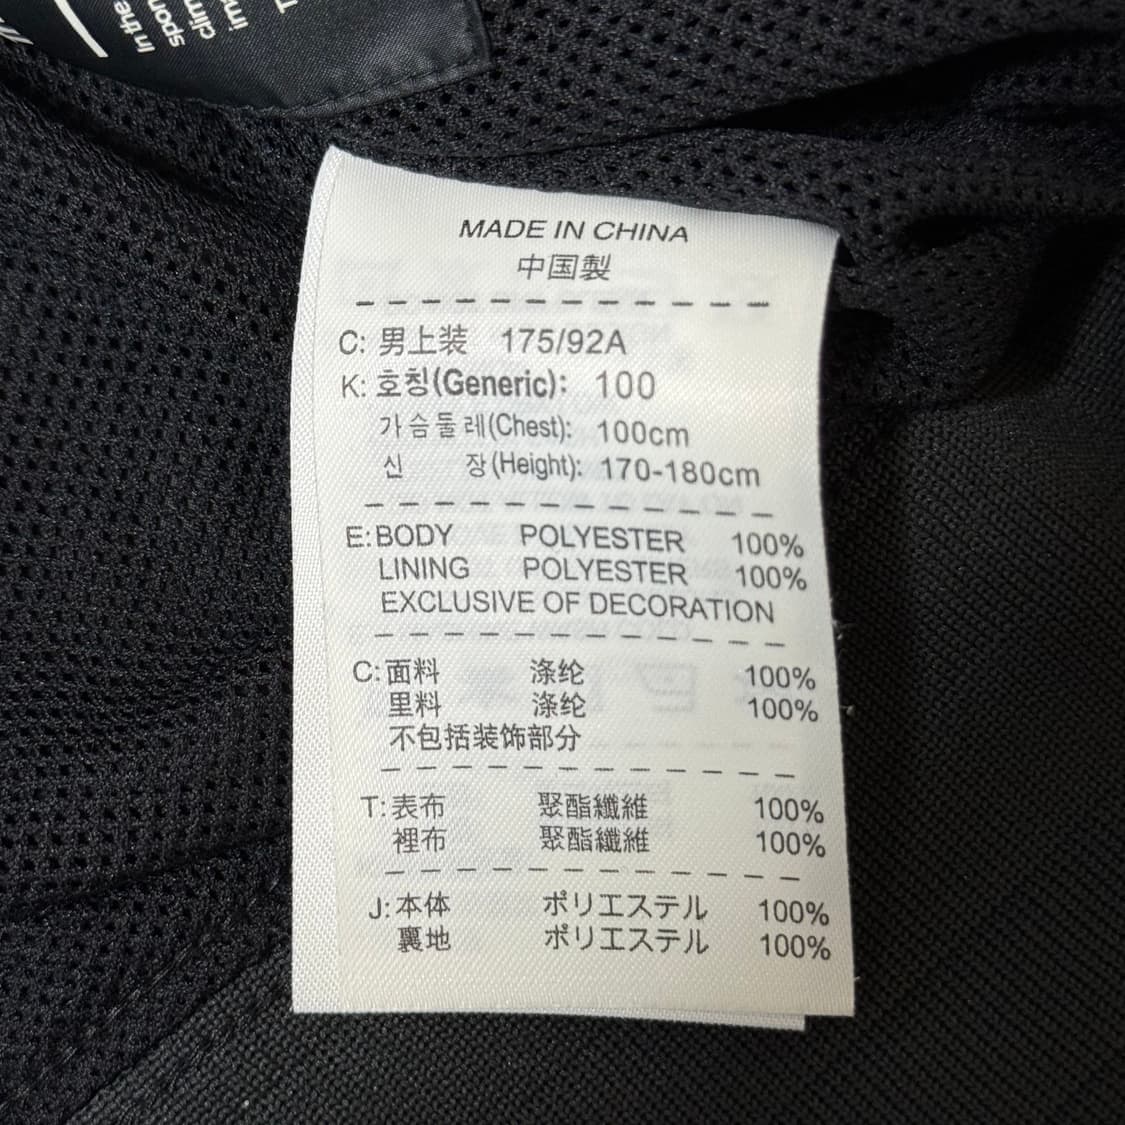 In the
spon
clim
MADE IN CHINA
中国製
C: 男上装 175/92A
K: 호칭(Generic): 100
가슴둘레(Chest): 100cm
신 장(Height): 170-180cm
E:BODY POLYESTER 100%
LINING POLYESTER 100%
EXCLUSIVE OF DECORATION
C:面料 涤纶 100%
里料 涤纶 100%
不包括装饰部分
T:表布 聚酯纖維 100%
裡布 聚酯纖維 100%
J:本体 ポリエステル 100%
裏地 ポリエステル 100%